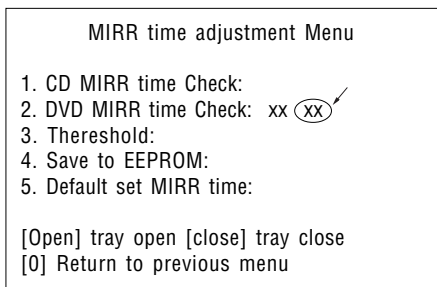 MIRR time adjustment Menu
1. CD MIRR time Check:
2. DVD MIRR time Check: xx xx
3. Thereshold:
4. Save to EEPROM:
5. Default set MIRR time:
[Open] tray open [close] tray close
[0] Return to previous menu